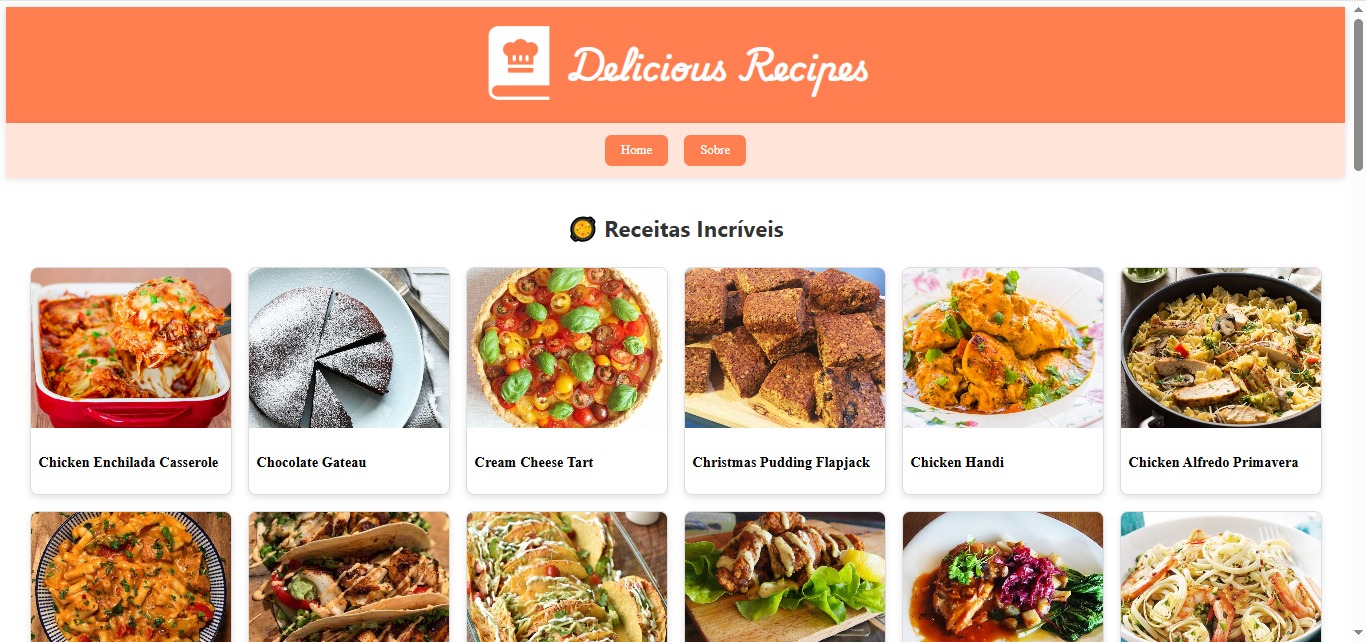 Delicious Recipes
Home Sobre
🥘 Receitas Incríveis
Chicken Enchilada Casserole
Chocolate Gateau
Cream Cheese Tart
Christmas Pudding Flapjack
Chicken Handi
Chicken Alfredo Primavera